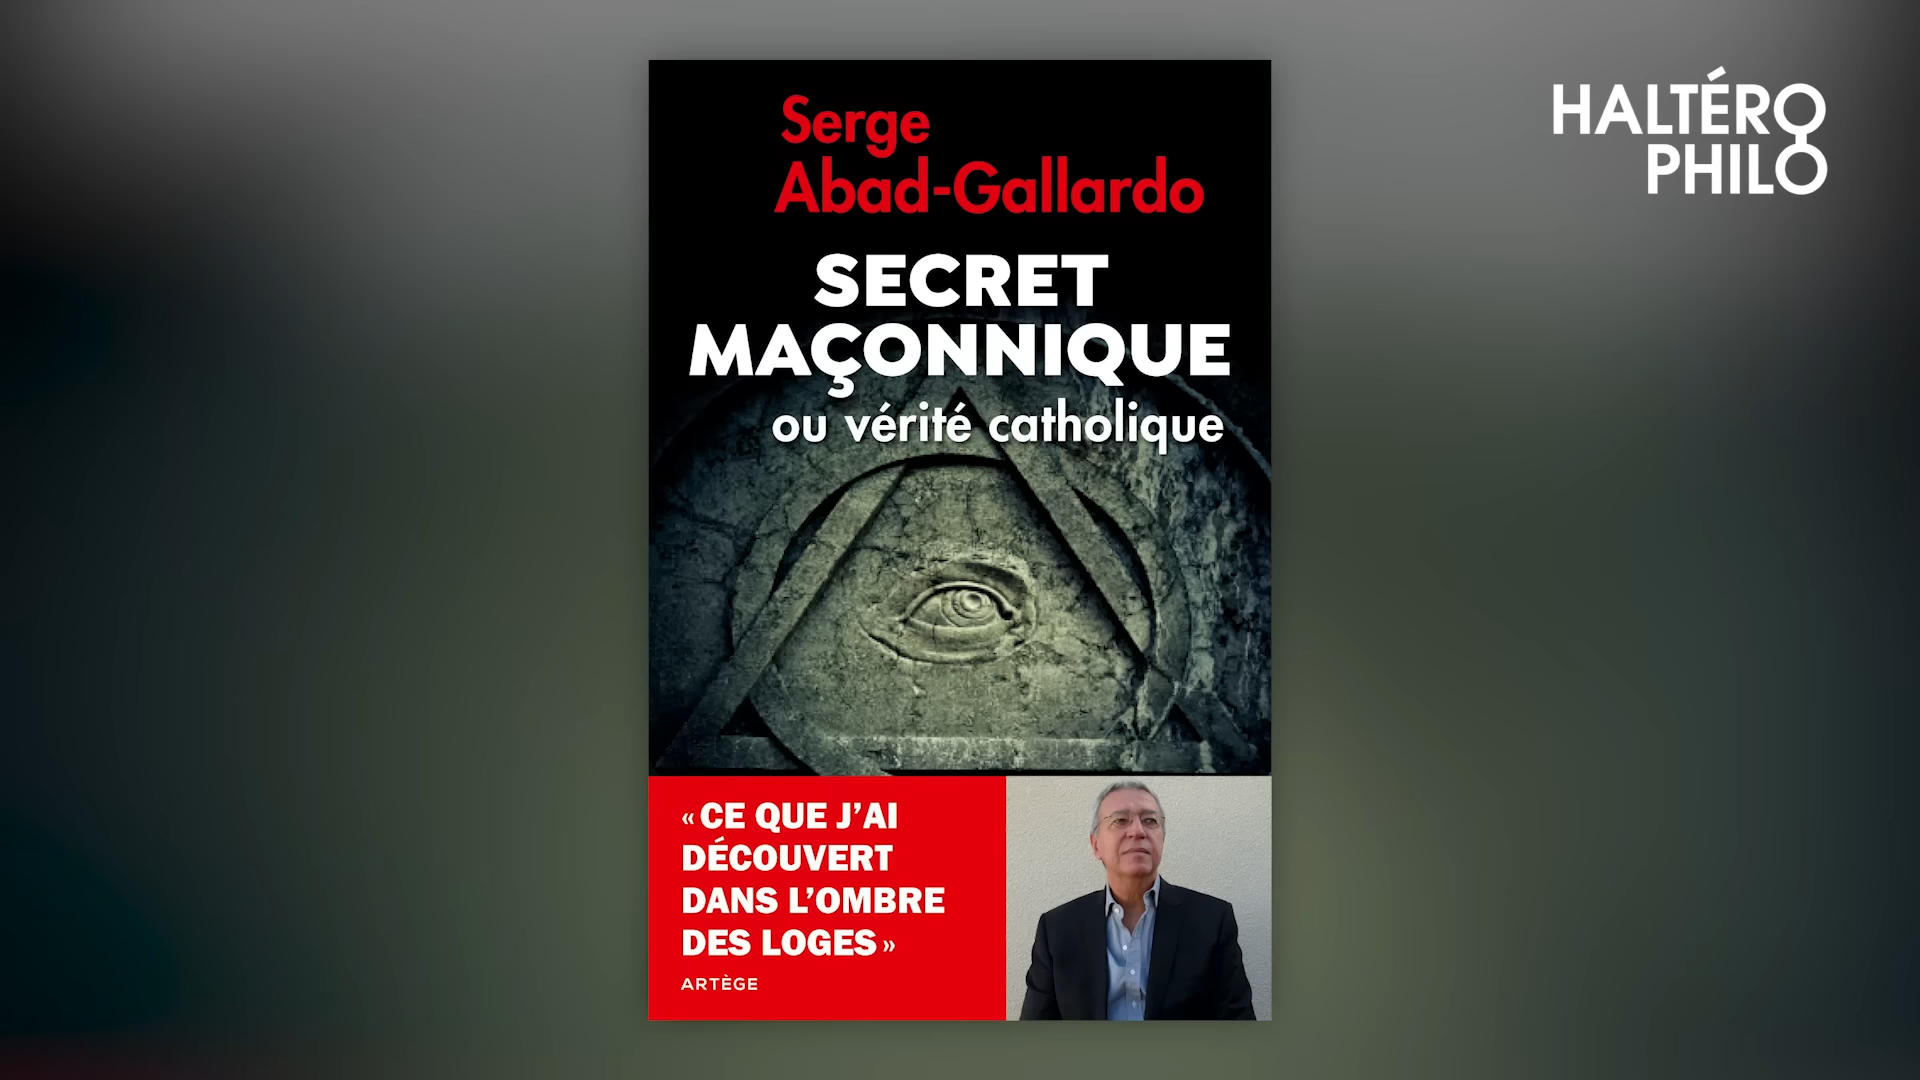 Serge
Abad-Gallardo
SECRET
MAÇONNIQUE
ou vérité catholique
« CE QUE J’AI
DÉCOUVERT
DANS L’OMBRE
DES LOGES »
ARTÈGE
HALTÉRO
PHILO